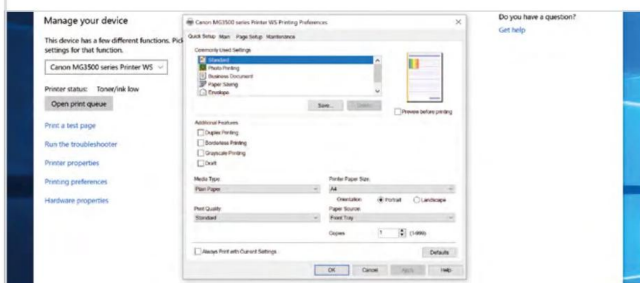 Manage your device
This device has a few different functions. Pick
settings for that function.
Canon MG3500 series Printer WS
Printer status: Toner/ink low
Open print queue
Print a test page
Run the troubleshooter
Printer properties
Printing preferences
Hardware properties
Canon MG3500 series Printer WS Printing Preferences
Quick Setup Main Page Setup Maintenance
Commonly Used Settings
Standard
Photo Printing
Business Document
Paper Saving
Envelope
Save...
Delete
Preview before printing
Additional Features
Duplex Printing
Borderless Printing
Grayscale Printing
Draft
Media Type:
Plain Paper
Printer Paper Size:
A4
Orientation: Portrait Landscape
Print Quality:
Standard
Paper Source:
Front Tray
Copies 1 (1-999)
Always Print with Current Settings
Defaults
OK Cancel Apply Help
Do you have a question?
Get help